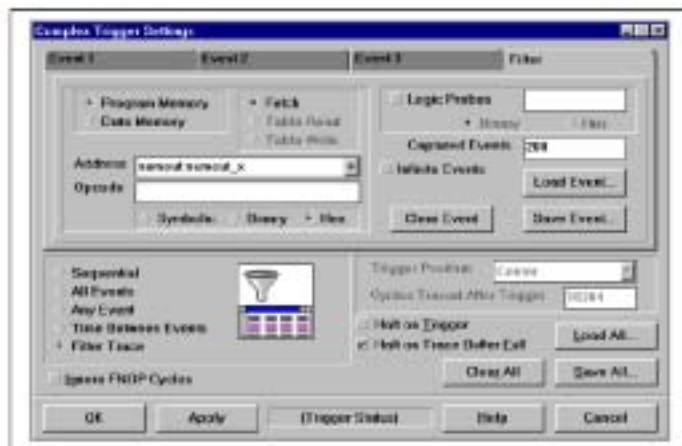 Complex Trigger Settings
Event 1 Event 2 Event 3 Filter
Program Memory
Data Memory
Fetch
Table Read
Table Write
Address
Opcode
Symbolic Binary Hex
Logic Probes
Binary Hex
Captured Events
Infinite Events
Load Event...
Clear Event Save Event...
Sequential
All Events
Any Event
Time Between Events
Filter Trace
Ignore FNOP Cycles
Trigger Position: Center
Cycles Traced After Trigger
Halt on Trigger
Halt on Trace Buffer Full
Load All...
Clear All Save All...
OK Apply (Trigger Status) Help Cancel